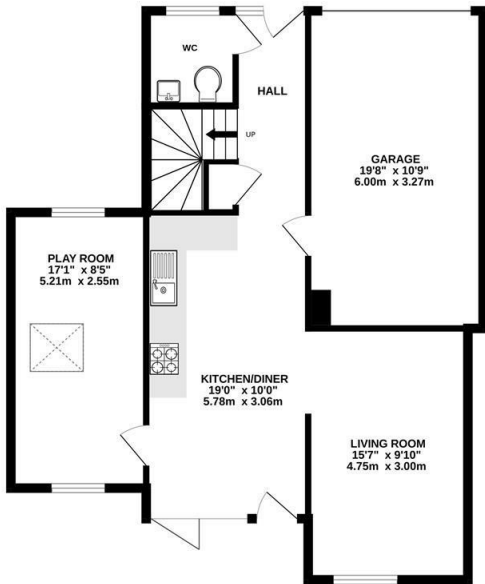 WC
HALL
UP
GARAGE
19'8" x 10'9"
6.00m x 3.27m
PLAY ROOM
17'1" x 8'5"
5.21m x 2.55m
KITCHEN/DINER
19'0" x 10'0"
5.78m x 3.06m
LIVING ROOM
15'7" x 9'10"
4.75m x 3.00m